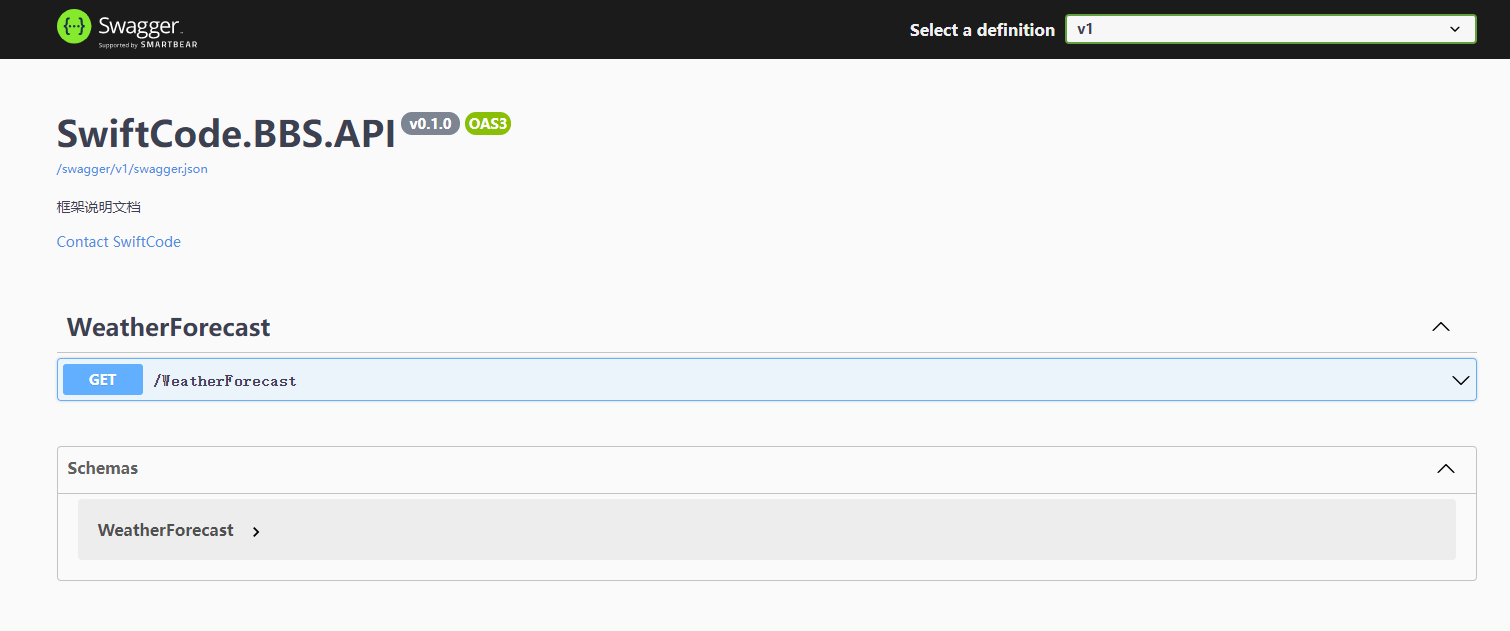 Swagger
Supported by SMARTBEAR
Select a definition
v1
SwiftCode.BBS.API v0.1.0 OAS3
/swagger/v1/swagger.json
框架说明文档
Contact SwiftCode
WeatherForecast
GET /WeatherForecast
Schemas
WeatherForecast